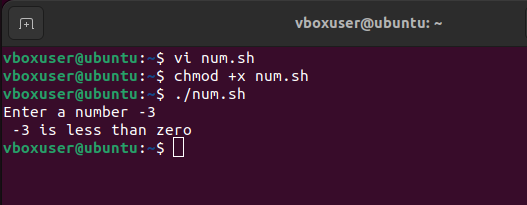 vboxuser@ubuntu: ~
vboxuser@ubuntu:~$ vi num.sh
vboxuser@ubuntu:~$ chmod +x num.sh
vboxuser@ubuntu:~$ ./num.sh
Enter a number -3
 -3 is less than zero
vboxuser@ubuntu:~$